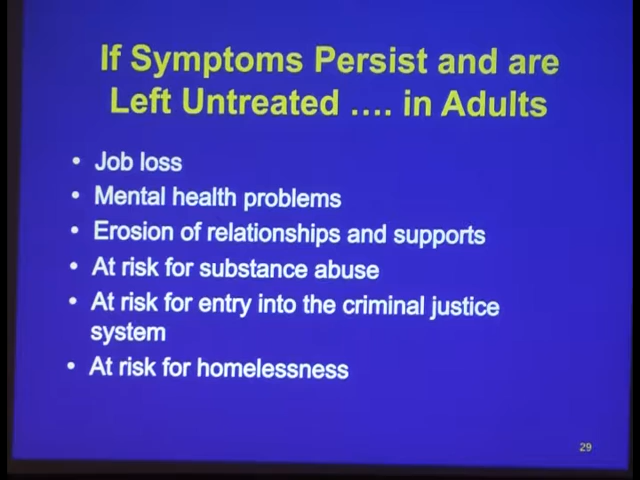 If Symptoms Persist and are
Left Untreated .... in Adults
• Job loss
• Mental health problems
• Erosion of relationships and supports
• At risk for substance abuse
• At risk for entry into the criminal justice
system
• At risk for homelessness
29